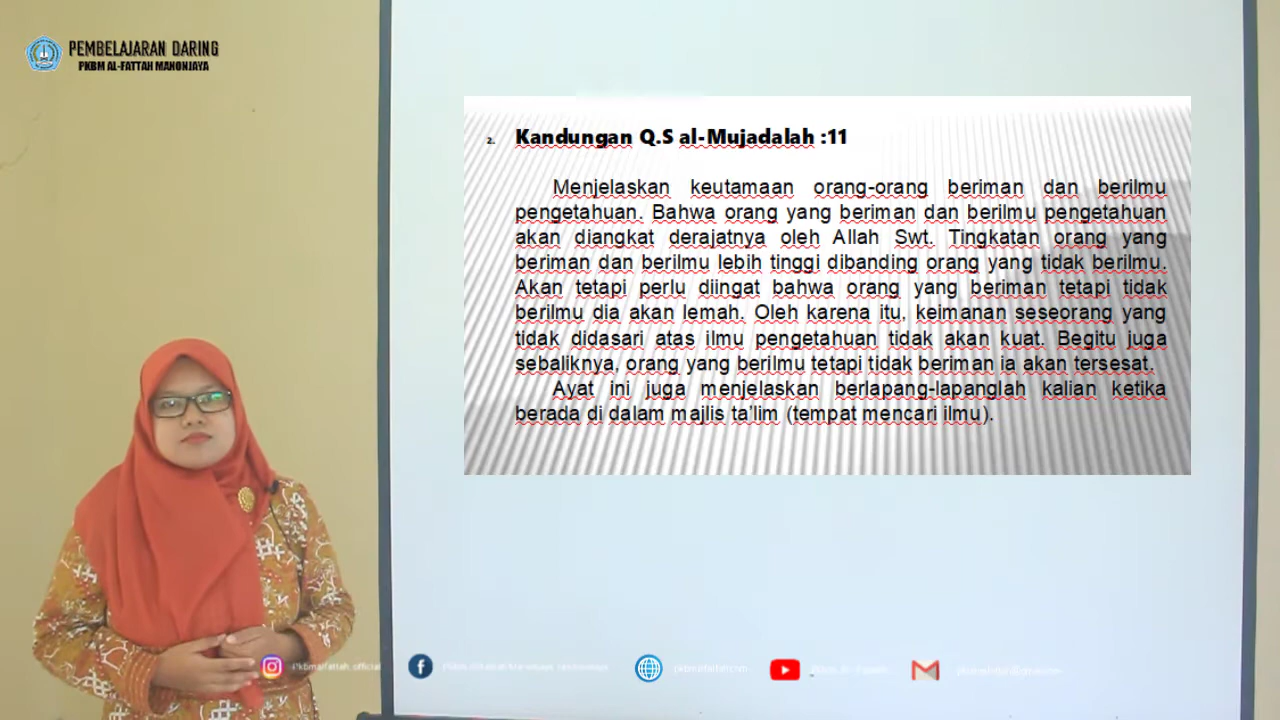 PEMBELAJARAN DARING
PKBM AL-FATTAH MANONJAYA
2. Kandungan Q.S al-Mujadalah :11
Menjelaskan keutamaan orang-orang beriman dan berilmu
pengetahuan. Bahwa orang yang beriman dan berilmu pengetahuan
akan diangkat derajatnya oleh Allah Swt. Tingkatan orang yang
beriman dan berilmu lebih tinggi dibanding orang yang tidak berilmu.
Akan tetapi perlu diingat bahwa orang yang beriman tetapi tidak
berilmu dia akan lemah. Oleh karena itu, keimanan seseorang yang
tidak didasari atas ilmu pengetahuan tidak akan kuat. Begitu juga
sebaliknya, orang yang berilmu tetapi tidak beriman ia akan tersesat.
Ayat ini juga menjelaskan berlapang-lapanglah kalian ketika
berada di dalam majlis ta'lim (tempat mencari ilmu).